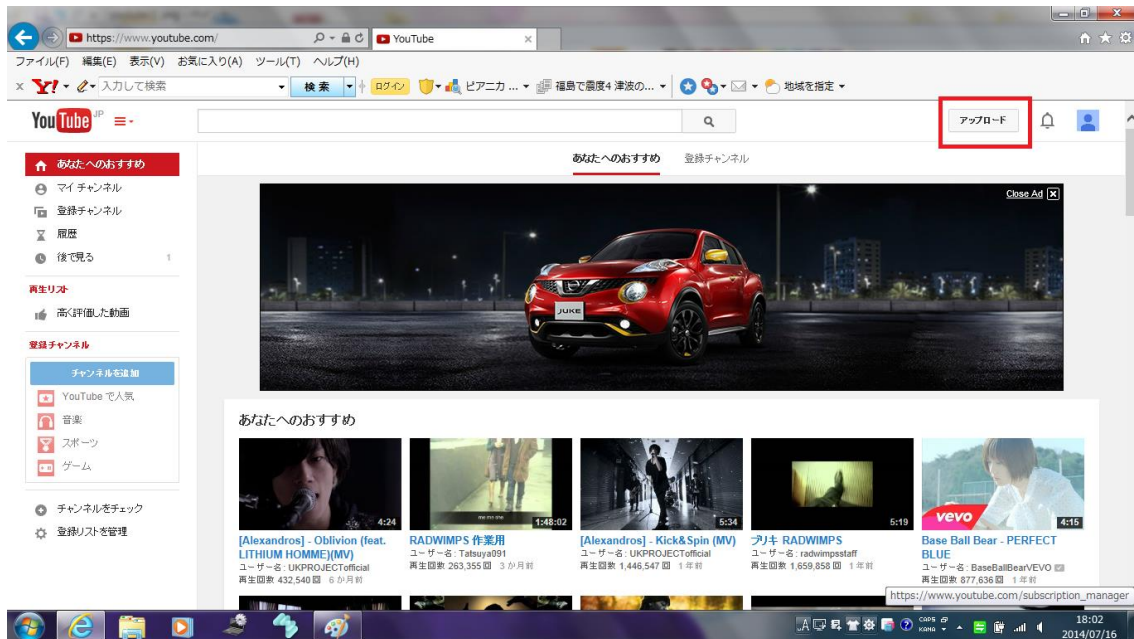 https://www.youtube.com/
YouTube
ファイル(F) 編集(E) 表示(V) お気に入り(A) ツール(T) ヘルプ(H)
x Y! 入力して検索 検索 ログイン ピアニカ ... 福島で震度4 津波の... 地域を指定
YouTube JP
アップロード
あなたへのおすすめ 登録チャンネル
あなたへのおすすめ
マイ チャンネル
登録チャンネル
履歴
後で見る 1
再生リスト
高く評価した動画
登録チャンネル
チャンネルを追加
YouTube で人気
音楽
スポーツ
ゲーム
チャンネルをチェック
登録リストを管理
Close Ad X
JUKE
あなたへのおすすめ
4:24
1:48:02
5:34
5:19
vevo
4:15
[Alexandros] - Oblivion (feat. LITHIUM HOMME)(MV)
ユーザー名: UKPROJECTofficial
再生回数 432,540 回 6 か月前
RADWIMPS 作業用
ユーザー名: Tatsuya091
再生回数 263,355 回 3 か月前
[Alexandros] - Kick&Spin (MV)
ユーザー名: UKPROJECTofficial
再生回数 1,446,547 回 1 年前
ブリキ RADWIMPS
ユーザー名: radwimpsstaff
再生回数 1,659,858 回 1 年前
Base Ball Bear - PERFECT BLUE
ユーザー名: BaseBallBearVEVO
再生回数 877,636 回 1 年前
https://www.youtube.com/subscription_manager
A CAPS KANA
18:02
2014/07/16